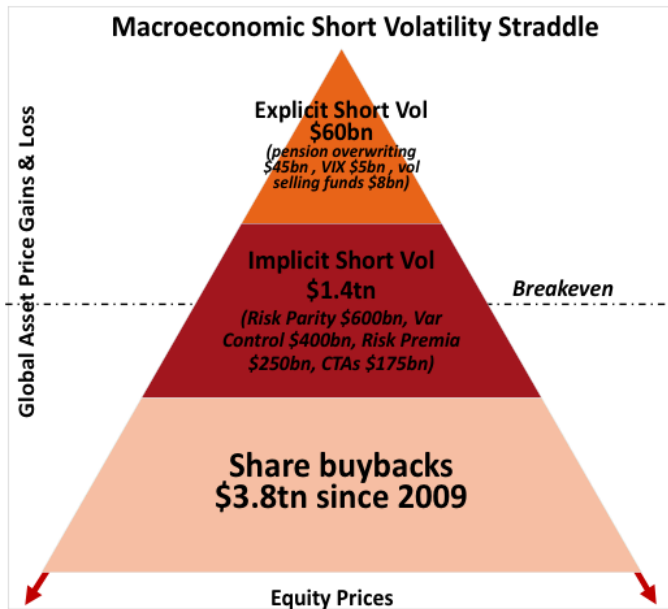 Macroeconomic Short Volatility Straddle
Global Asset Price Gains & Loss
Explicit Short Vol
$60bn
(pension overwriting
$45bn , VIX $5bn , vol
selling funds $8bn)
Implicit Short Vol
$1.4tn
(Risk Parity $600bn, Var
Control $400bn, Risk Premia
$250bn, CTAs $175bn)
Breakeven
Share buybacks
$3.8tn since 2009
Equity Prices